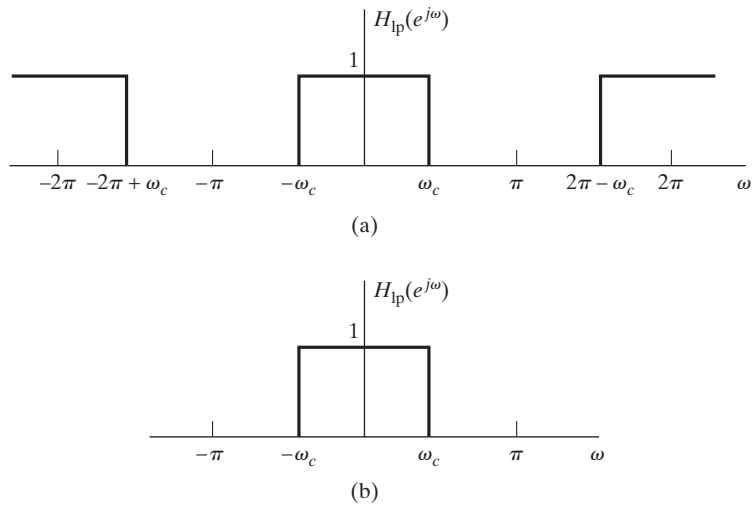 H_lp(e^{jω})
1
−2π −2π + ω_c −π −ω_c ω_c π 2π − ω_c 2π ω
(a)
H_lp(e^{jω})
1
−π −ω_c ω_c π ω
(b)